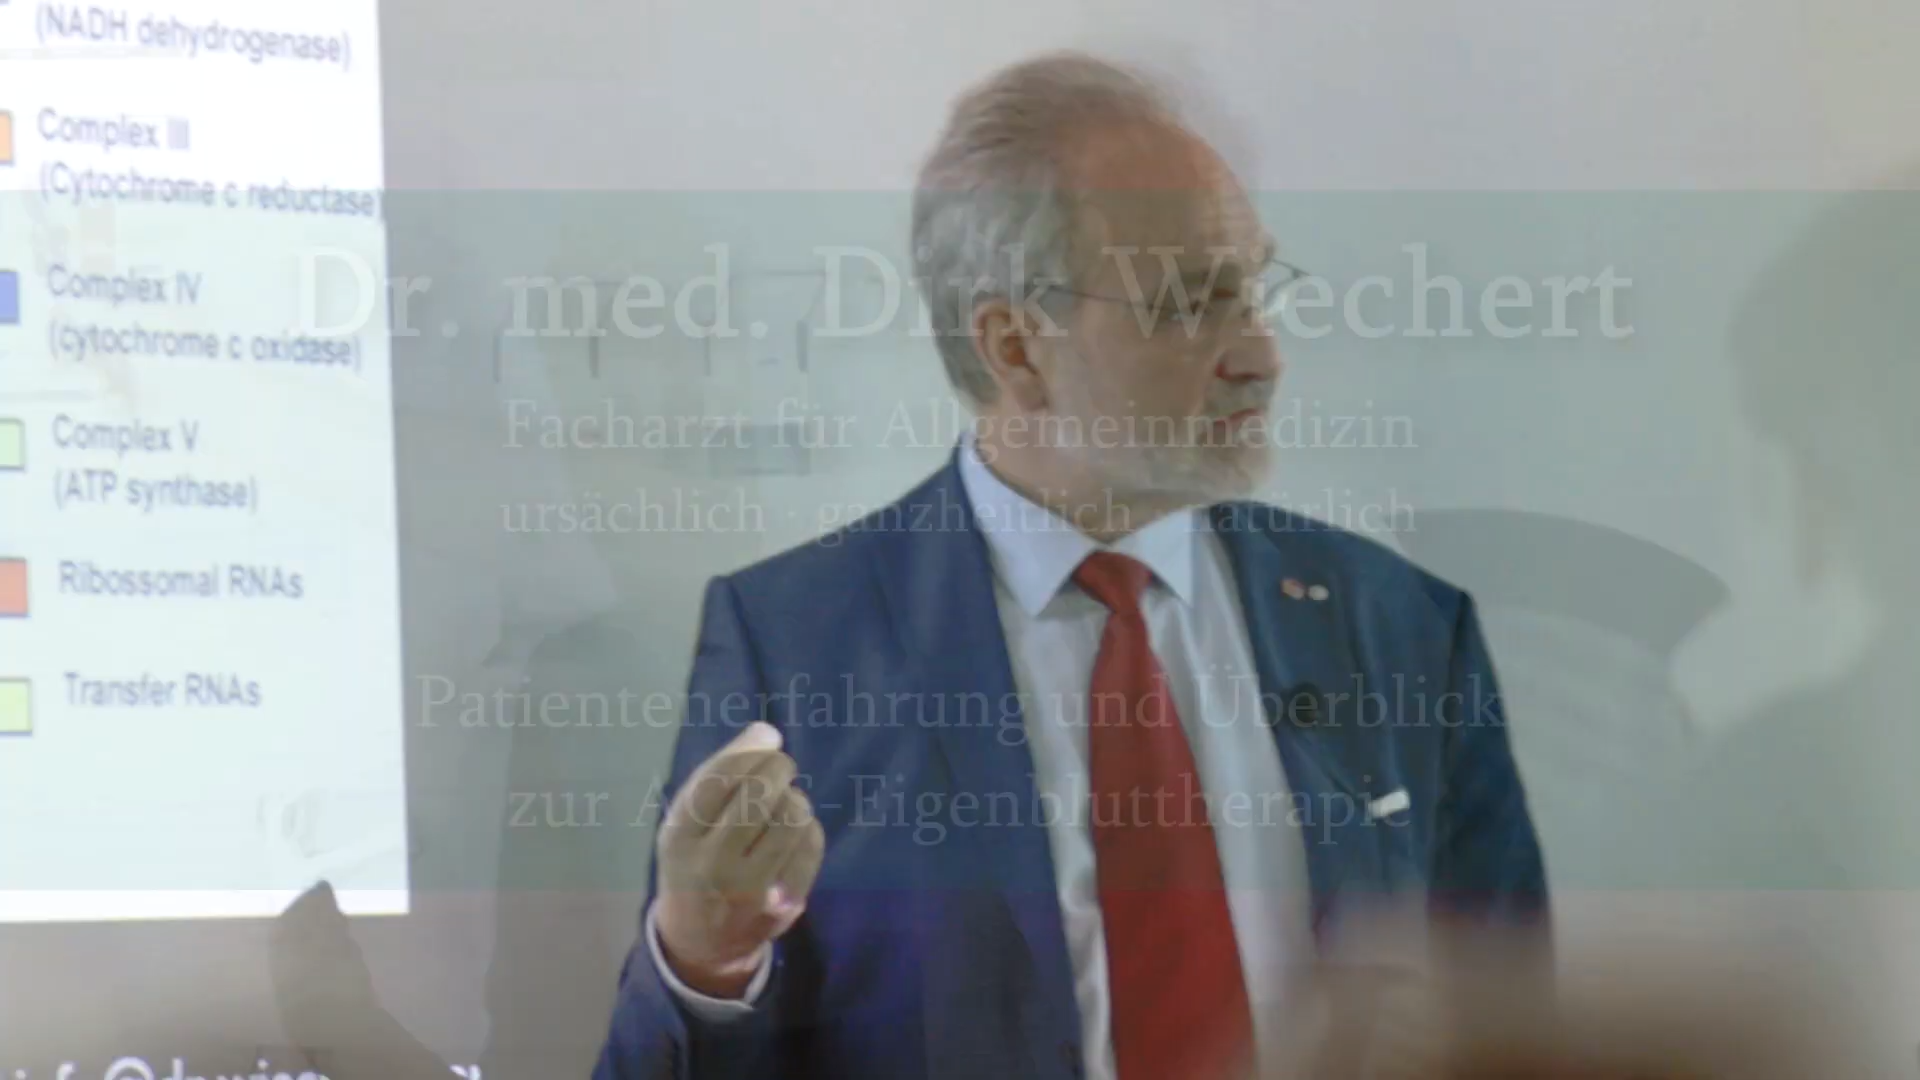 (NADH dehydrogenase)
Complex III
(Cytochrome c reductase)
Complex IV
(cytochrome c oxidase)
Complex V
(ATP synthase)
Ribossomal RNAs
Transfer RNAs
Dr. med. Dirk Wiechert
Facharzt für Allgemeinmedizin
ursächlich · ganzheitlich · natürlich
Patientenerfahrung und Überblick
zur ACRS-Eigenbluttherapie